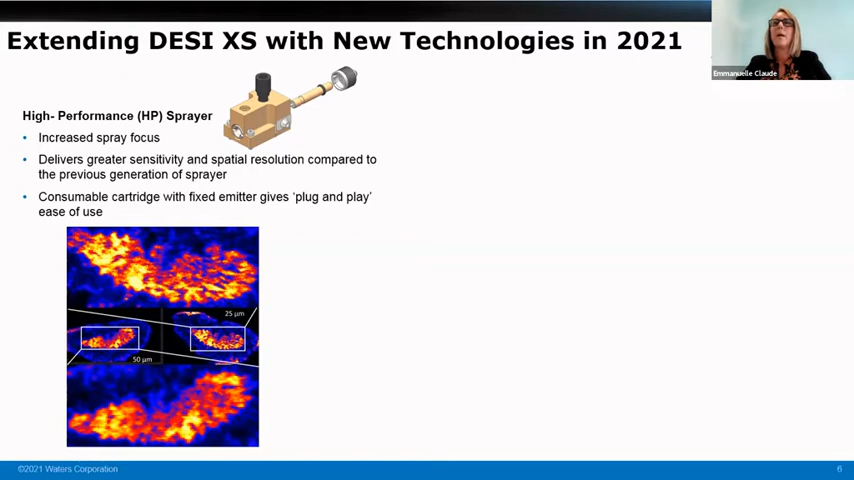 Extending DESI XS with New Technologies in 2021
Emmanuelle Claude
High- Performance (HP) Sprayer
• Increased spray focus
• Delivers greater sensitivity and spatial resolution compared to
the previous generation of sprayer
• Consumable cartridge with fixed emitter gives ‘plug and play’
ease of use
25 µm
50 µm
©2021 Waters Corporation
6